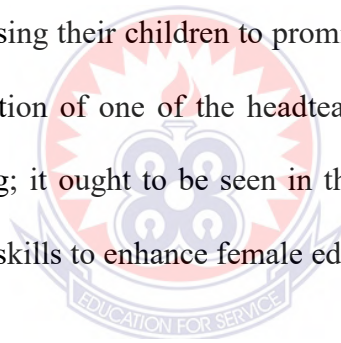 sing their children to prom
tion of one of the headtea
; it ought to be seen in th
skills to enhance female ed
EDUCATION FOR SERVICE